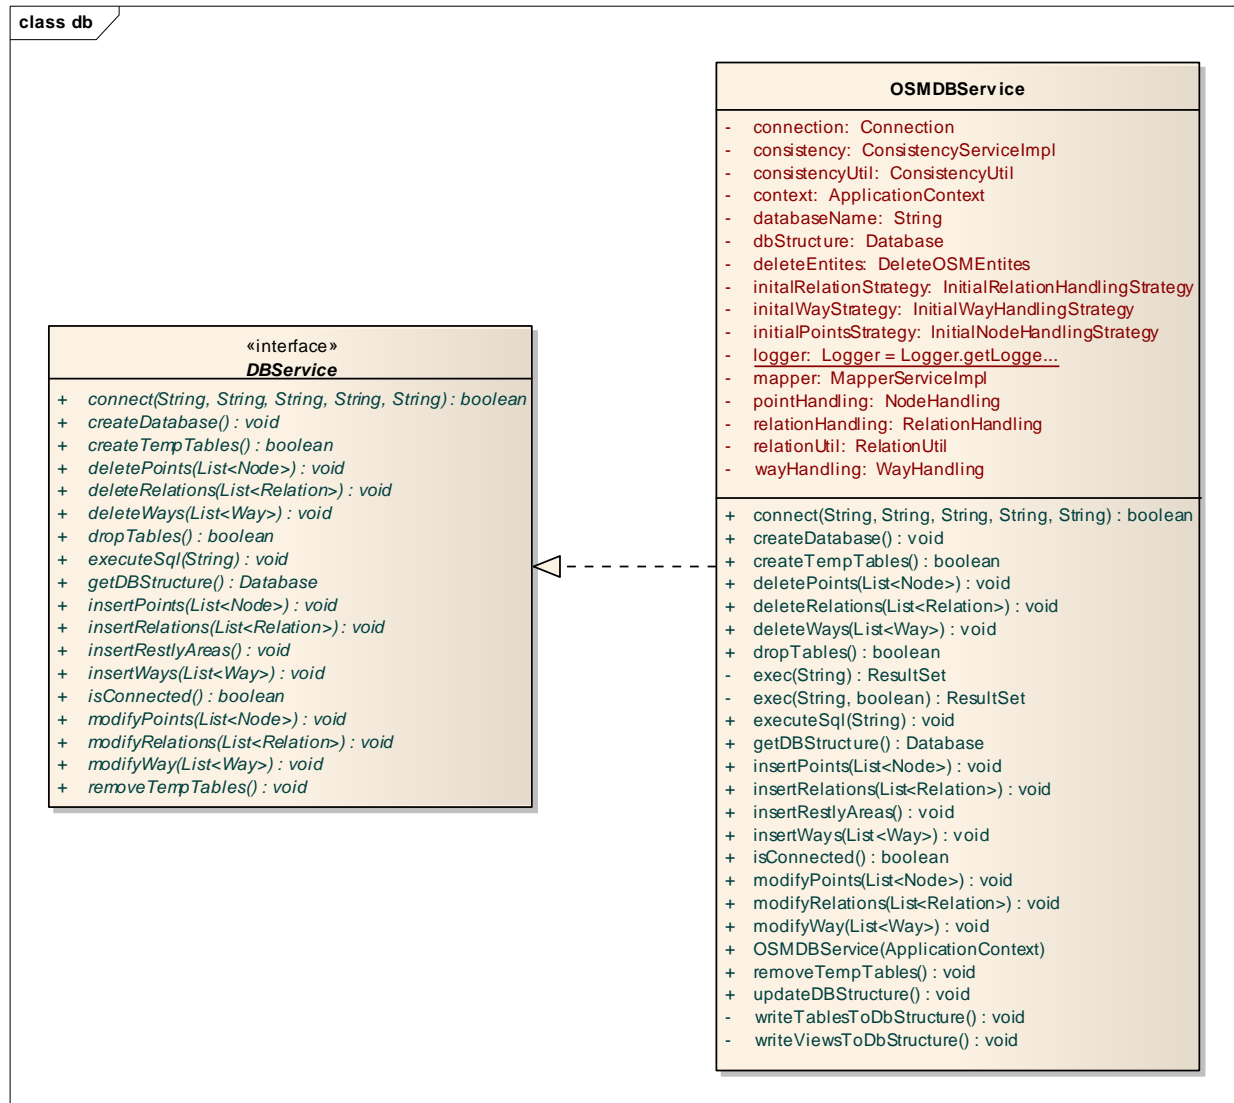 class db
OSMDBService
- connection: Connection
- consistency: ConsistencyServiceImpl
- consistencyUtil: ConsistencyUtil
- context: ApplicationContext
- databaseName: String
- dbStructure: Database
- deleteEntites: DeleteOSMEntites
- initalRelationStrategy: InitialRelationHandlingStrategy
- initalWayStrategy: InitialWayHandlingStrategy
- initialPointsStrategy: InitialNodeHandlingStrategy
- logger: Logger = Logger.getLogge...
- mapper: MapperServiceImpl
- pointHandling: NodeHandling
- relationHandling: RelationHandling
- relationUtil: RelationUtil
- wayHandling: WayHandling
+ connect(String, String, String, String, String) : boolean
+ createDatabase() : void
+ createTempTables() : boolean
+ deletePoints(List<Node>) : void
+ deleteRelations(List<Relation>) : void
+ deleteWays(List<Way>) : void
+ dropTables() : boolean
- exec(String) : ResultSet
- exec(String, boolean) : ResultSet
+ executeSql(String) : void
+ getDBStructure() : Database
+ insertPoints(List<Node>) : void
+ insertRelations(List<Relation>) : void
+ insertRestlyAreas() : void
+ insertWays(List<Way>) : void
+ isConnected() : boolean
+ modifyPoints(List<Node>) : void
+ modifyRelations(List<Relation>) : void
+ modifyWay(List<Way>) : void
+ OSMDBService(ApplicationContext)
+ removeTempTables() : void
+ updateDBStructure() : void
- writeTablesToDbStructure() : void
- writeViewsToDbStructure() : void
«interface»
DBService
+ connect(String, String, String, String, String) : boolean
+ createDatabase() : void
+ createTempTables() : boolean
+ deletePoints(List<Node>) : void
+ deleteRelations(List<Relation>) : void
+ deleteWays(List<Way>) : void
+ dropTables() : boolean
+ executeSql(String) : void
+ getDBStructure() : Database
+ insertPoints(List<Node>) : void
+ insertRelations(List<Relation>) : void
+ insertRestlyAreas() : void
+ insertWays(List<Way>) : void
+ isConnected() : boolean
+ modifyPoints(List<Node>) : void
+ modifyRelations(List<Relation>) : void
+ modifyWay(List<Way>) : void
+ removeTempTables() : void